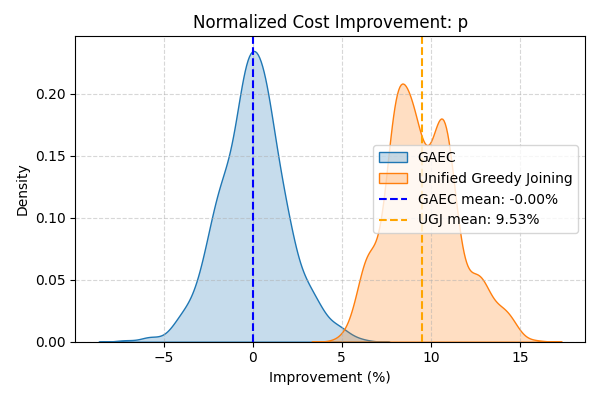 Normalized Cost Improvement: p
Density
0.20
0.15
0.10
0.05
0.00
GAEC
Unified Greedy Joining
GAEC mean: -0.00%
UGJ mean: 9.53%
−5
0
5
10
15
Improvement (%)